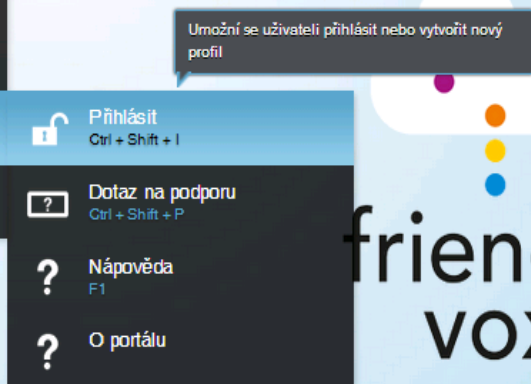 Umožní se uživateli přihlásit nebo vytvořit nový
profil
Přihlásit
Ctrl + Shift + I
Dotaz na podporu
Ctrl + Shift + P
Nápověda
F1
O portálu
frien
vox